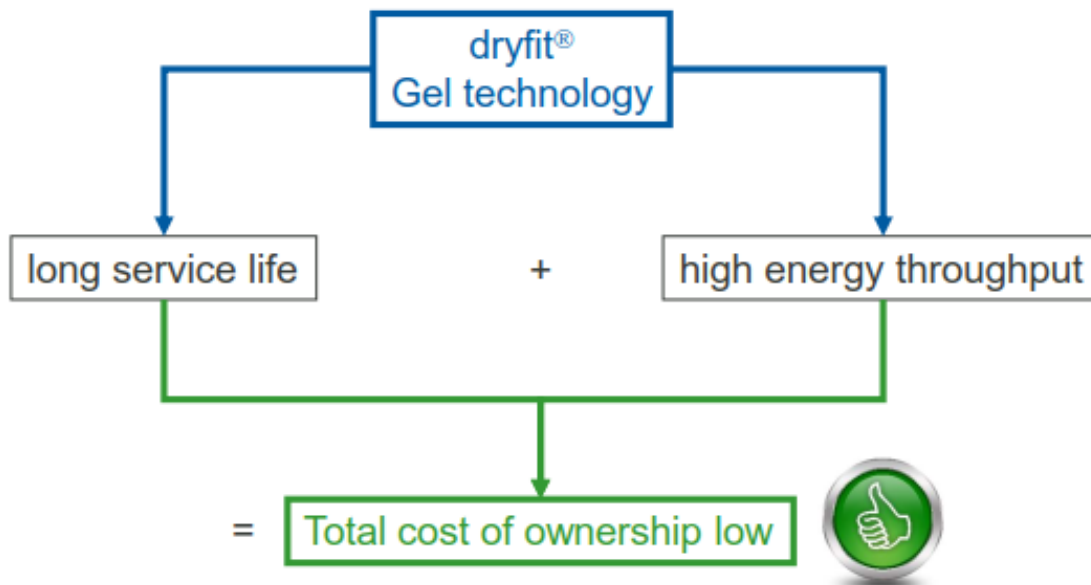 dryfit®
Gel technology
long service life
+
high energy throughput
=
Total cost of ownership low